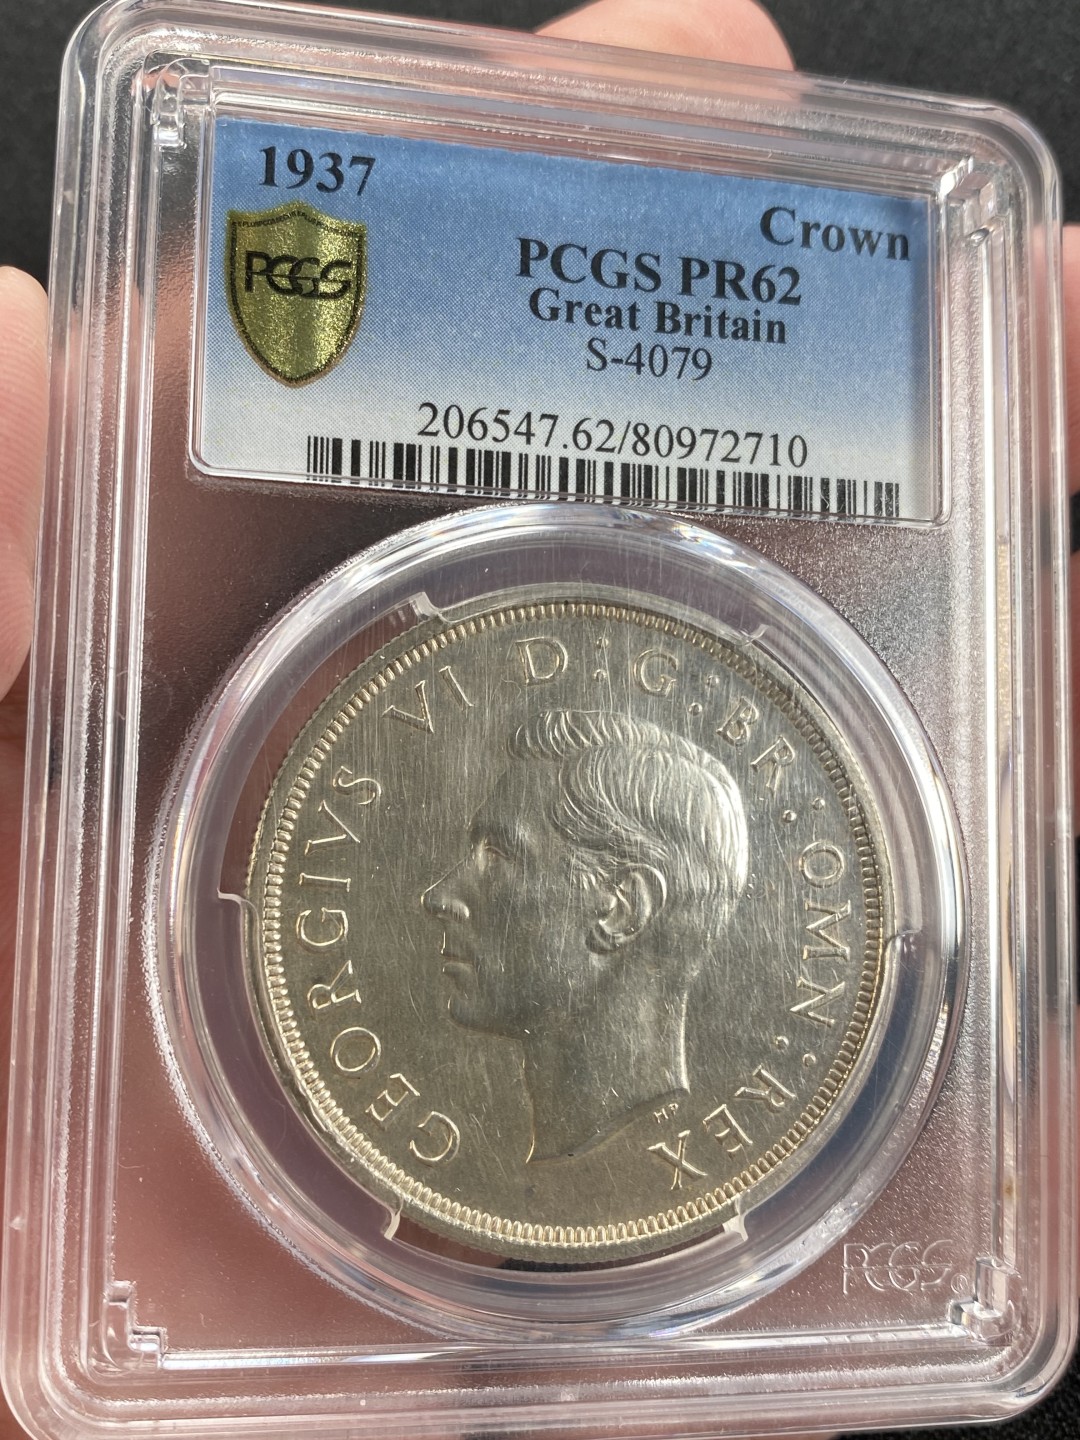 1937
Crown
PCGS
PCGS PR62
Great Britain
S-4079
206547.62/80972710
GEORGIVS VI D : G : BR : OMN : REX
HP
PCGS